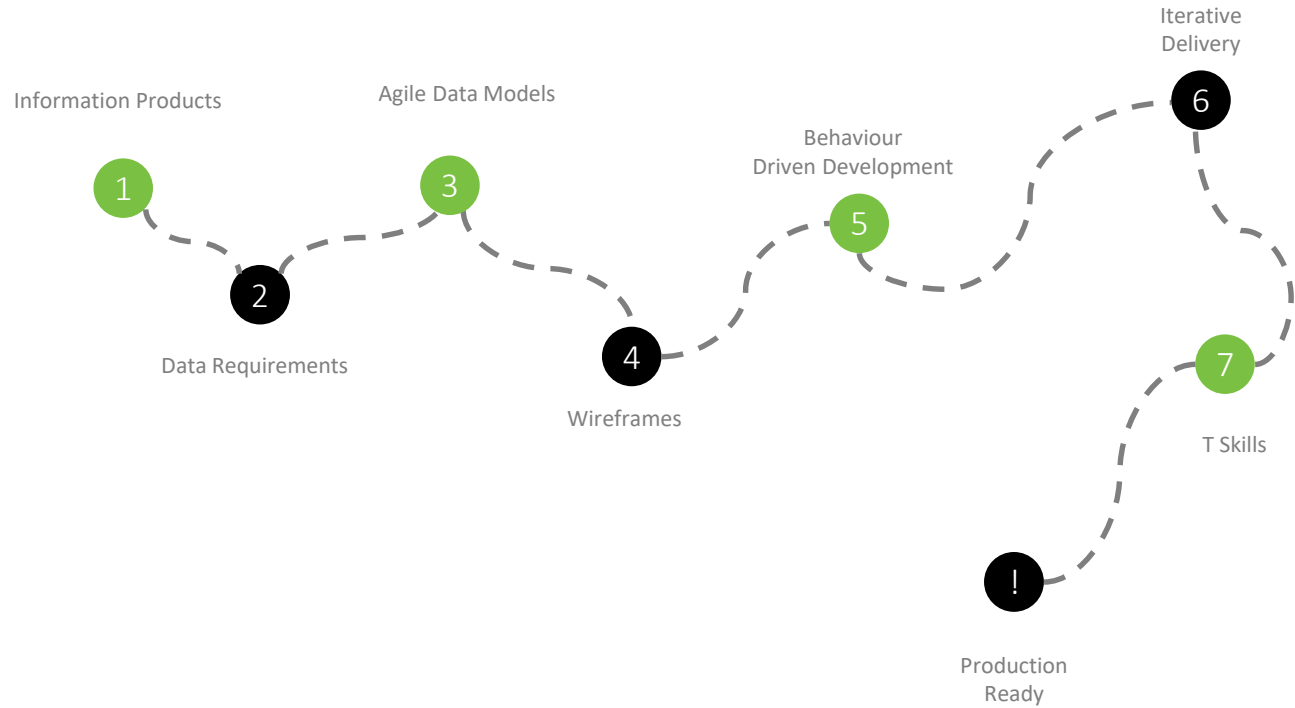 Information Products
1
2
Data Requirements
Agile Data Models
3
4
Wireframes
Behaviour
Driven Development
5
Iterative
Delivery
6
7
T Skills
!
Production
Ready